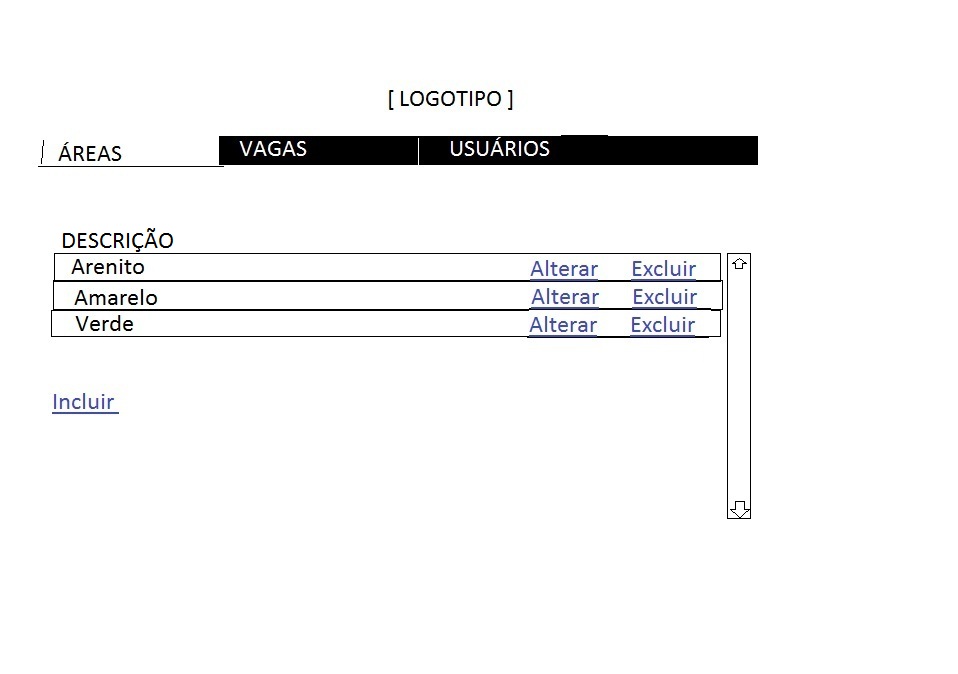 [ LOGOTIPO ]
ÁREAS VAGAS USUÁRIOS
DESCRIÇÃO
Arenito Alterar Excluir
Amarelo Alterar Excluir
Verde Alterar Excluir
Incluir